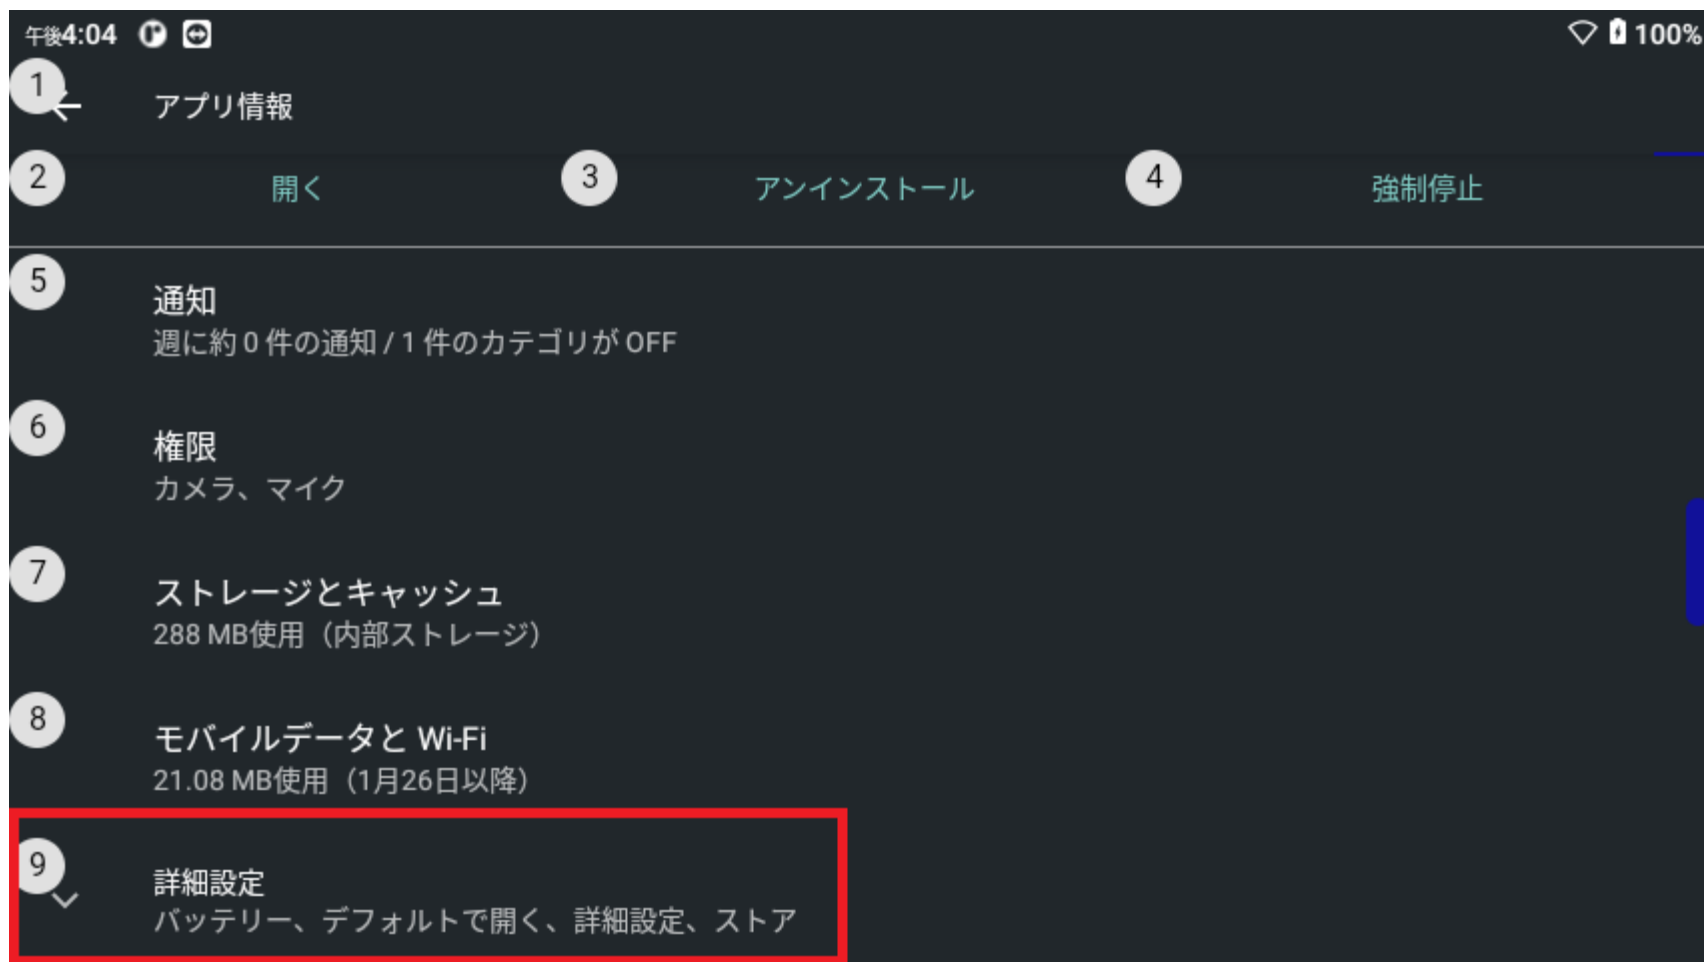 午後4:04 100%
1 アプリ情報
2 開く 3 アンインストール 4 強制停止
5 通知
週に約 0 件の通知 / 1 件のカテゴリが OFF
6 権限
カメラ、マイク
7 ストレージとキャッシュ
288 MB使用（内部ストレージ）
8 モバイルデータと Wi-Fi
21.08 MB使用（1月26日以降）
9 詳細設定
バッテリー、デフォルトで開く、詳細設定、ストア